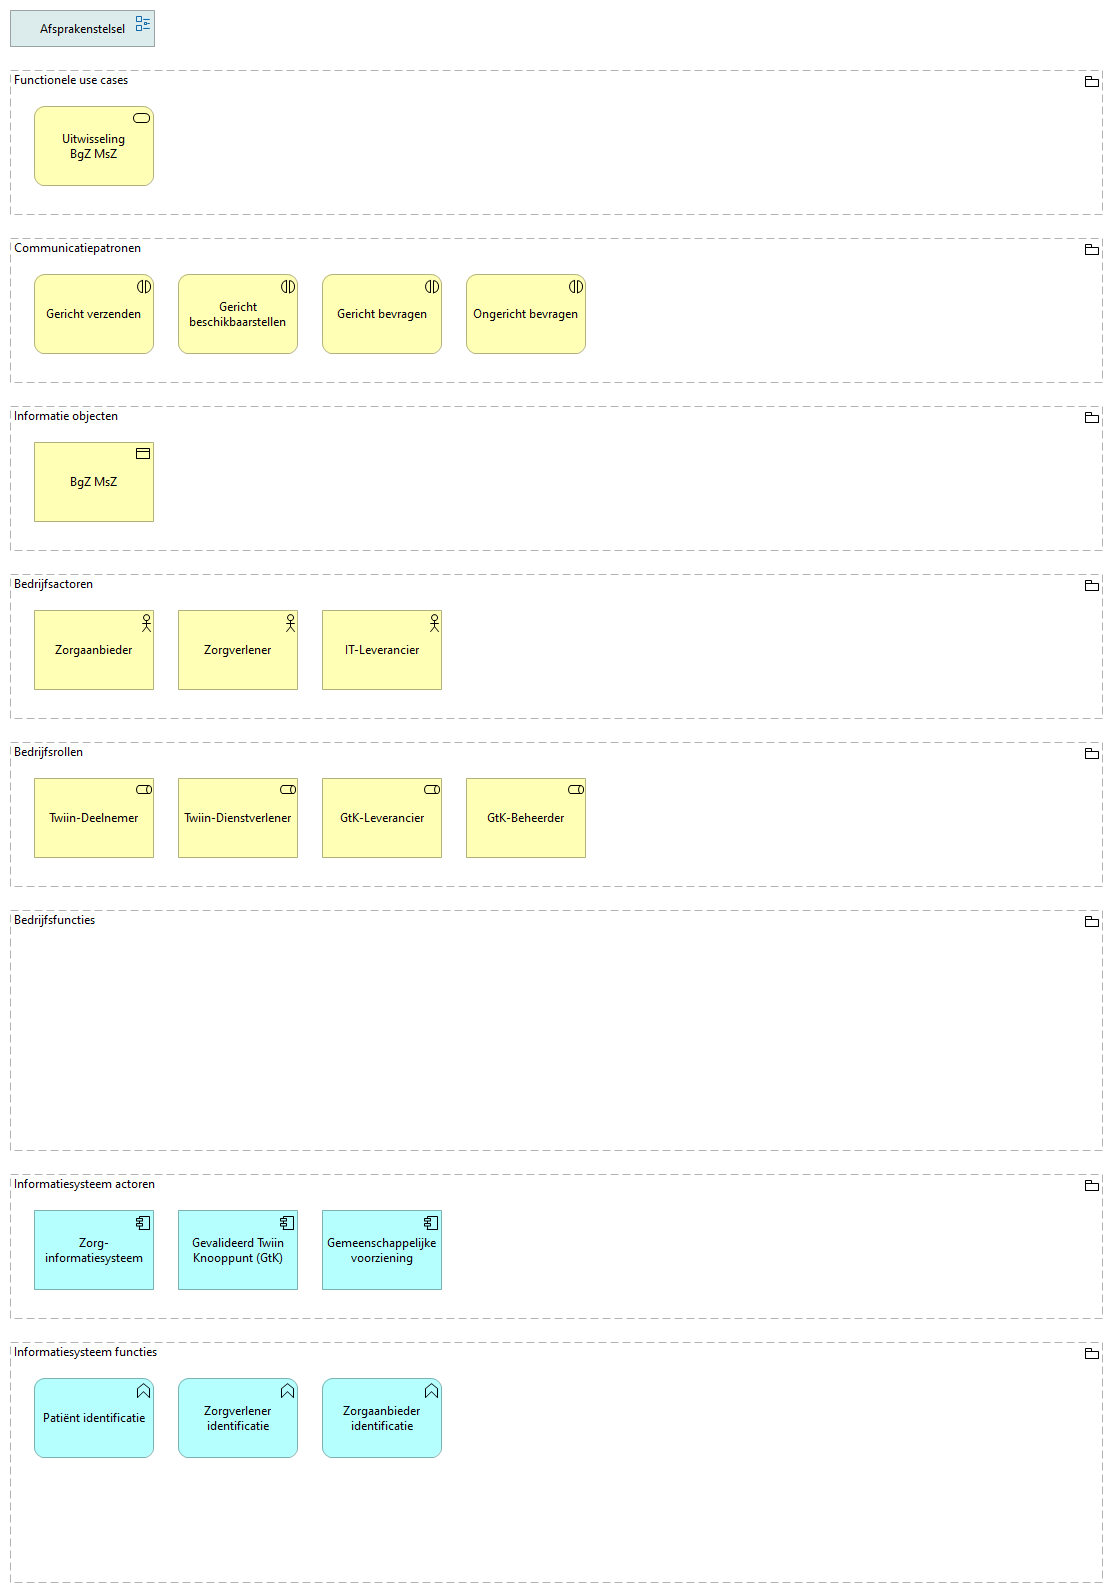 Afsprakenstelsel
Functionele use cases
Uitwisseling
BgZ MsZ
Communicatiepatronen
Gericht verzenden
Gericht
beschikbaarstellen
Gericht bevragen
Ongericht bevragen
Informatie objecten
BgZ MsZ
Bedrijfsactoren
Zorgaanbieder
Zorgverlener
IT-Leverancier
Bedrijfsrollen
Twiin-Deelnemer
Twiin-Dienstverlener
GtK-Leverancier
GtK-Beheerder
Bedrijfsfuncties
Informatiesysteem actoren
Zorg-
informatiesysteem
Gevalideerd Twiin
Knooppunt (GtK)
Gemeenschappelijke
voorziening
Informatiesysteem functies
Patiënt identificatie
Zorgverlener
identificatie
Zorgaanbieder
identificatie